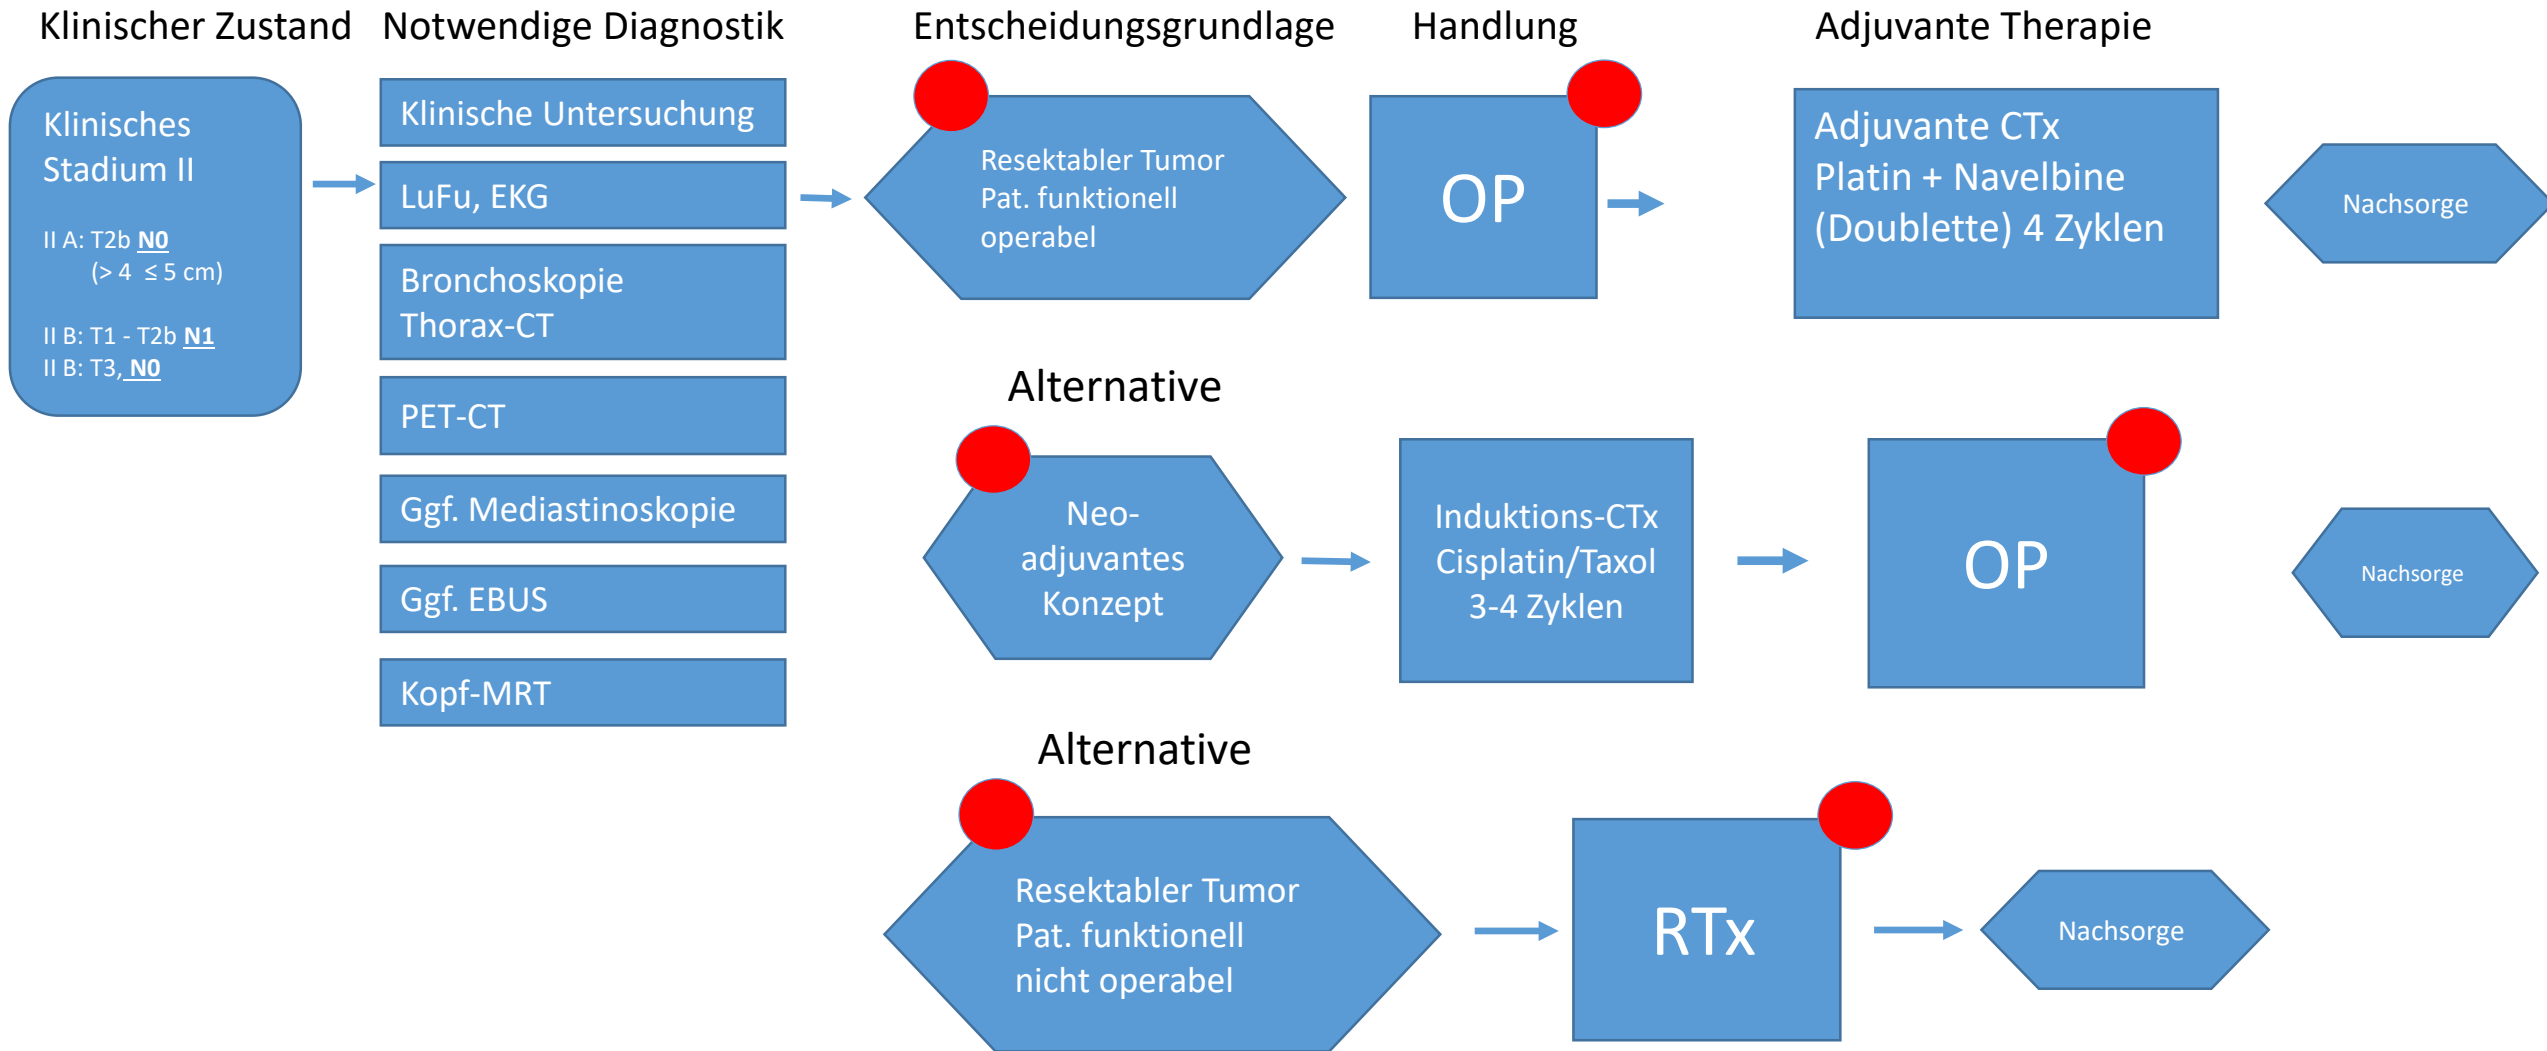 Klinischer Zustand
Notwendige Diagnostik
Entscheidungsgrundlage
Handlung
Adjuvante Therapie
Klinisches
Stadium II
II A: T2b N0
(> 4 ≤ 5 cm)
II B: T1 - T2b N1
II B: T3, N0
Klinische Untersuchung
LuFu, EKG
Bronchoskopie
Thorax-CT
PET-CT
Ggf. Mediastinoskopie
Ggf. EBUS
Kopf-MRT
Resektabler Tumor
Pat. funktionell
operabel
OP
Adjuvante CTx
Platin + Navelbine
(Doublette) 4 Zyklen
Nachsorge
Alternative
Neo-
adjuvantes
Konzept
Induktions-CTx
Cisplatin/Taxol
3-4 Zyklen
OP
Nachsorge
Alternative
Resektabler Tumor
Pat. funktionell
nicht operabel
RTx
Nachsorge